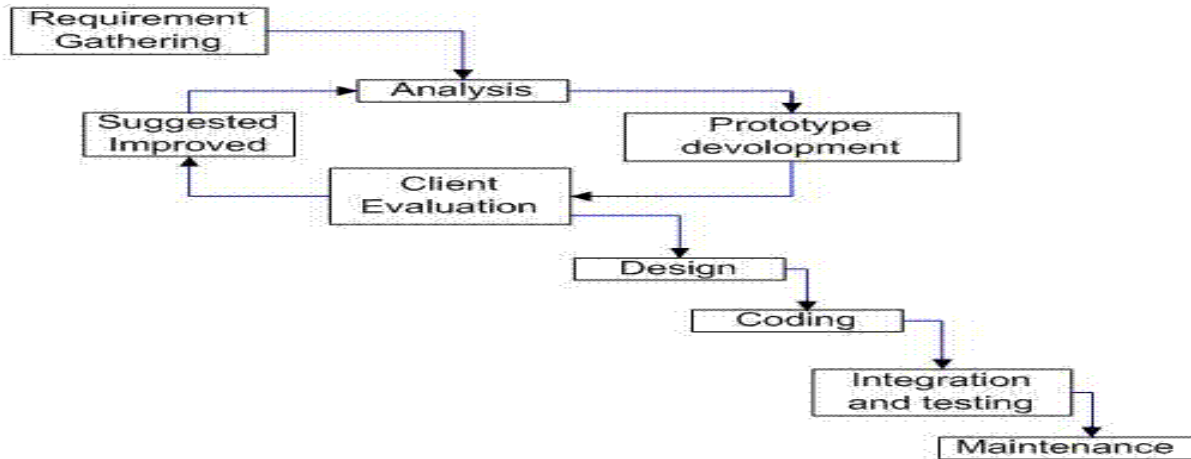 Requirement
Gathering
Analysis
Suggested
Improved
Prototype
devolopment
Client
Evaluation
Design
Coding
Integration
and testing
Maintenance